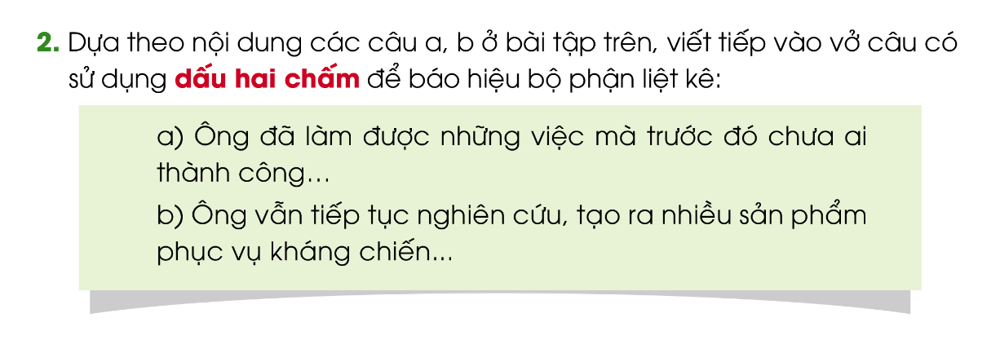 2. Dựa theo nội dung các câu a, b ở bài tập trên, viết tiếp vào vở câu có
sử dụng dấu hai chấm để báo hiệu bộ phận liệt kê:
a) Ông đã làm được những việc mà trước đó chưa ai
thành công...
b) Ông vẫn tiếp tục nghiên cứu, tạo ra nhiều sản phẩm
phục vụ kháng chiến...